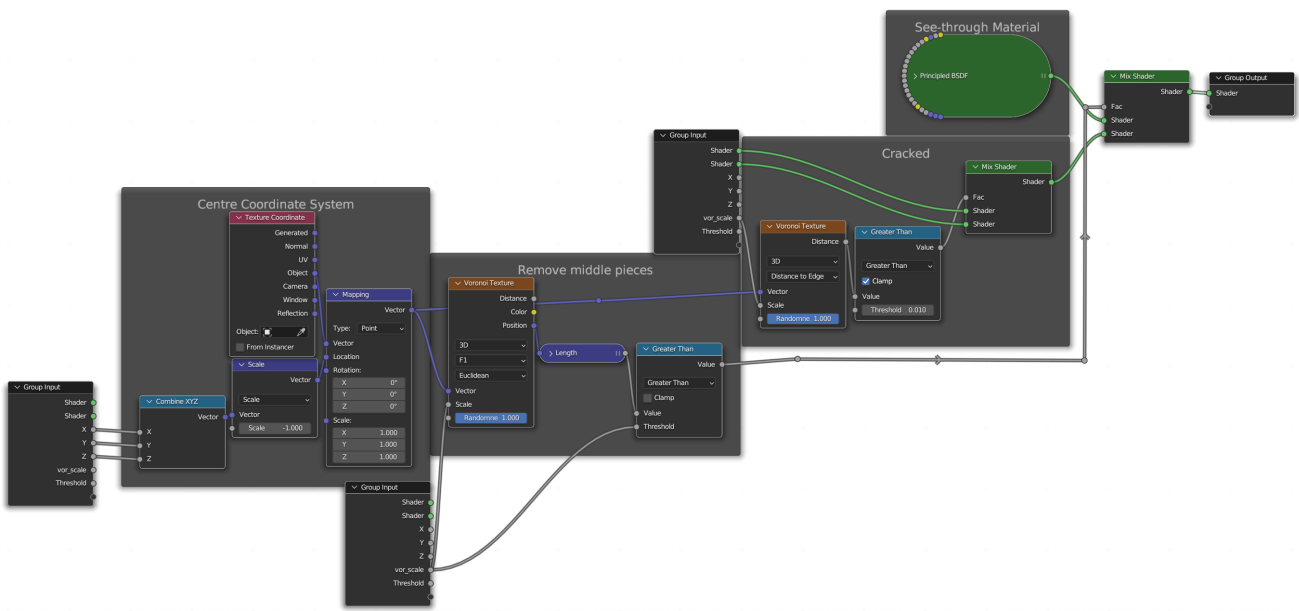 See-through Material
Principled BSDF
Mix Shader
Shader
Fac
Shader
Shader
Group Output
Shader
Group Input
Shader
Shader
X
Y
Z
vor_scale
Threshold
Cracked
Mix Shader
Shader
Fac
Shader
Shader
Voronoi Texture
Distance
3D
Distance to Edge
Vector
Scale
Randomne 1.000
Greater Than
Value
Greater Than
Clamp
Value
Threshold 0.010
Centre Coordinate System
Texture Coordinate
Generated
Normal
UV
Object
Camera
Window
Reflection
Object:
From Instancer
Scale
Vector
Scale
Vector
Scale -1.000
Mapping
Vector
Type: Point
Vector
Location
Rotation:
X 0°
Y 0°
Z 0°
Scale:
X 1.000
Y 1.000
Z 1.000
Remove middle pieces
Voronoi Texture
Distance
Color
Position
3D
F1
Euclidean
Vector
Scale
Randomne 1.000
Length
Greater Than
Value
Greater Than
Clamp
Value
Threshold
Group Input
Shader
Shader
X
Y
Z
vor_scale
Threshold
Combine XYZ
Vector
X
Y
Z
Group Input
Shader
Shader
X
Y
Z
vor_scale
Threshold